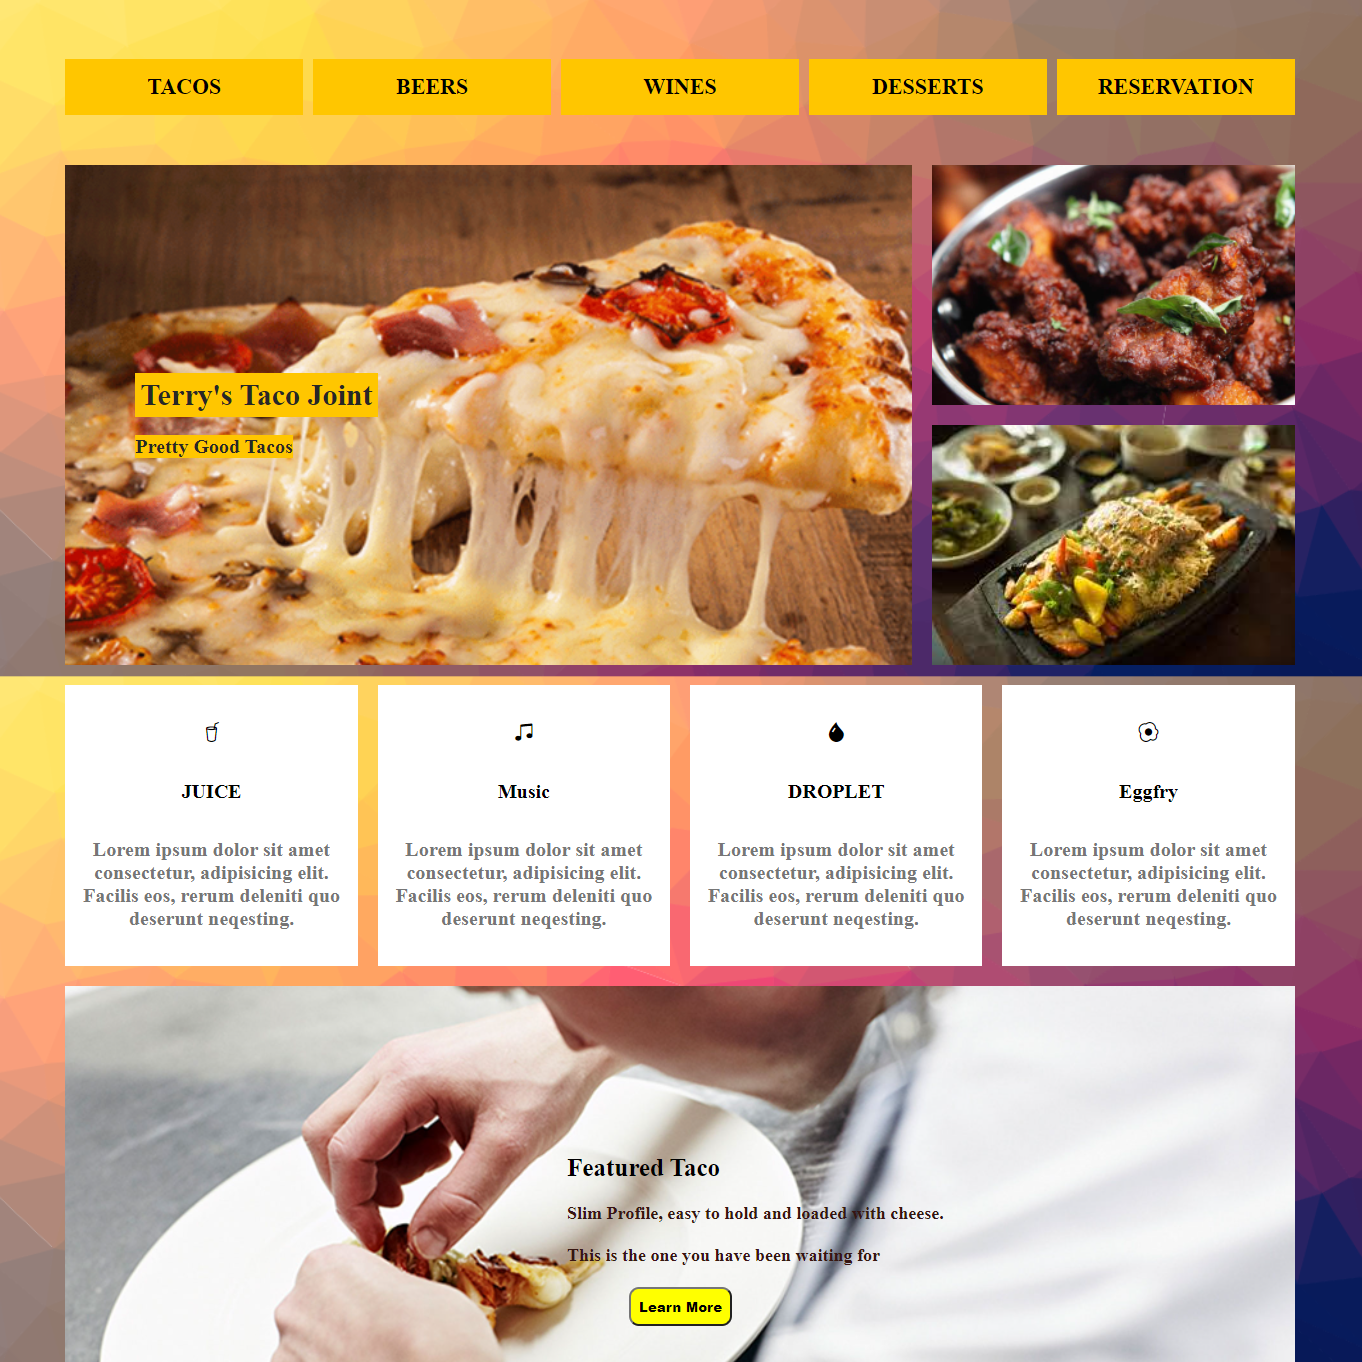 TACOS
BEERS
WINES
DESSERTS
RESERVATION
Terry's Taco Joint
Pretty Good Tacos
JUICE
Lorem ipsum dolor sit amet
consectetur, adipisicing elit.
Facilis eos, rerum deleniti quo
deserunt neqesting.
Music
Lorem ipsum dolor sit amet
consectetur, adipisicing elit.
Facilis eos, rerum deleniti quo
deserunt neqesting.
DROPLET
Lorem ipsum dolor sit amet
consectetur, adipisicing elit.
Facilis eos, rerum deleniti quo
deserunt neqesting.
Eggfry
Lorem ipsum dolor sit amet
consectetur, adipisicing elit.
Facilis eos, rerum deleniti quo
deserunt neqesting.
Featured Taco
Slim Profile, easy to hold and loaded with cheese.
This is the one you have been waiting for
Learn More